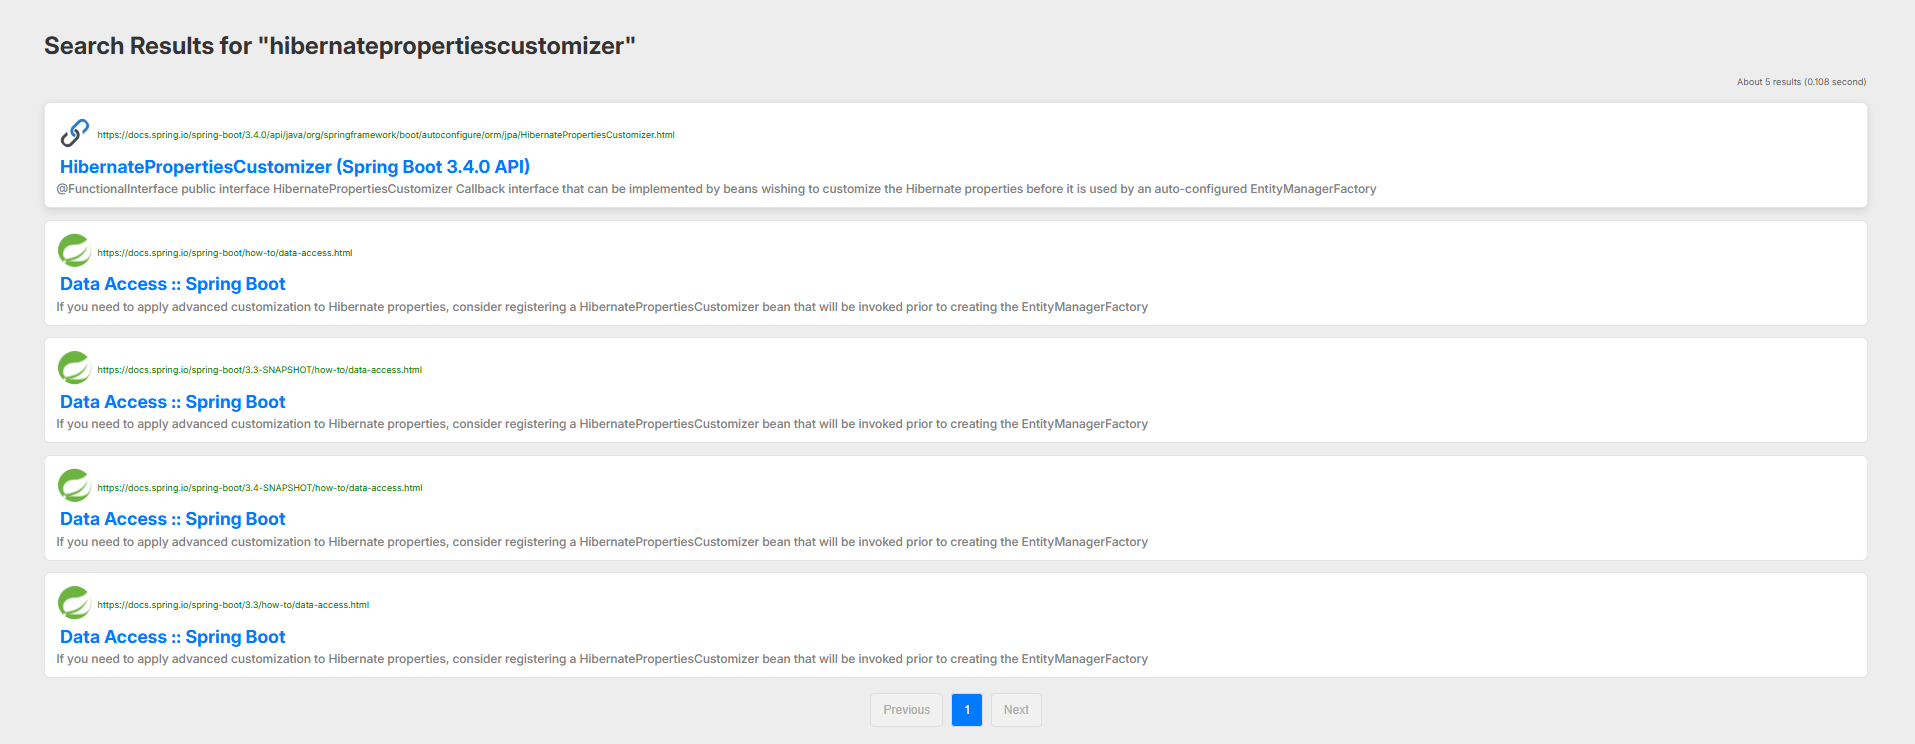 Search Results for "hibernatepropertiescustomizer"
About 5 results (0.108 second)
https://docs.spring.io/spring-boot/3.4.0/api/java/org/springframework/boot/autoconfigure/orm/jpa/HibernatePropertiesCustomizer.html
HibernatePropertiesCustomizer (Spring Boot 3.4.0 API)
@FunctionalInterface public interface HibernatePropertiesCustomizer Callback interface that can be implemented by beans wishing to customize the Hibernate properties before it is used by an auto-configured EntityManagerFactory
https://docs.spring.io/spring-boot/how-to/data-access.html
Data Access :: Spring Boot
If you need to apply advanced customization to Hibernate properties, consider registering a HibernatePropertiesCustomizer bean that will be invoked prior to creating the EntityManagerFactory
https://docs.spring.io/spring-boot/3.3-SNAPSHOT/how-to/data-access.html
Data Access :: Spring Boot
If you need to apply advanced customization to Hibernate properties, consider registering a HibernatePropertiesCustomizer bean that will be invoked prior to creating the EntityManagerFactory
https://docs.spring.io/spring-boot/3.4-SNAPSHOT/how-to/data-access.html
Data Access :: Spring Boot
If you need to apply advanced customization to Hibernate properties, consider registering a HibernatePropertiesCustomizer bean that will be invoked prior to creating the EntityManagerFactory
https://docs.spring.io/spring-boot/3.3/how-to/data-access.html
Data Access :: Spring Boot
If you need to apply advanced customization to Hibernate properties, consider registering a HibernatePropertiesCustomizer bean that will be invoked prior to creating the EntityManagerFactory
Previous 1 Next